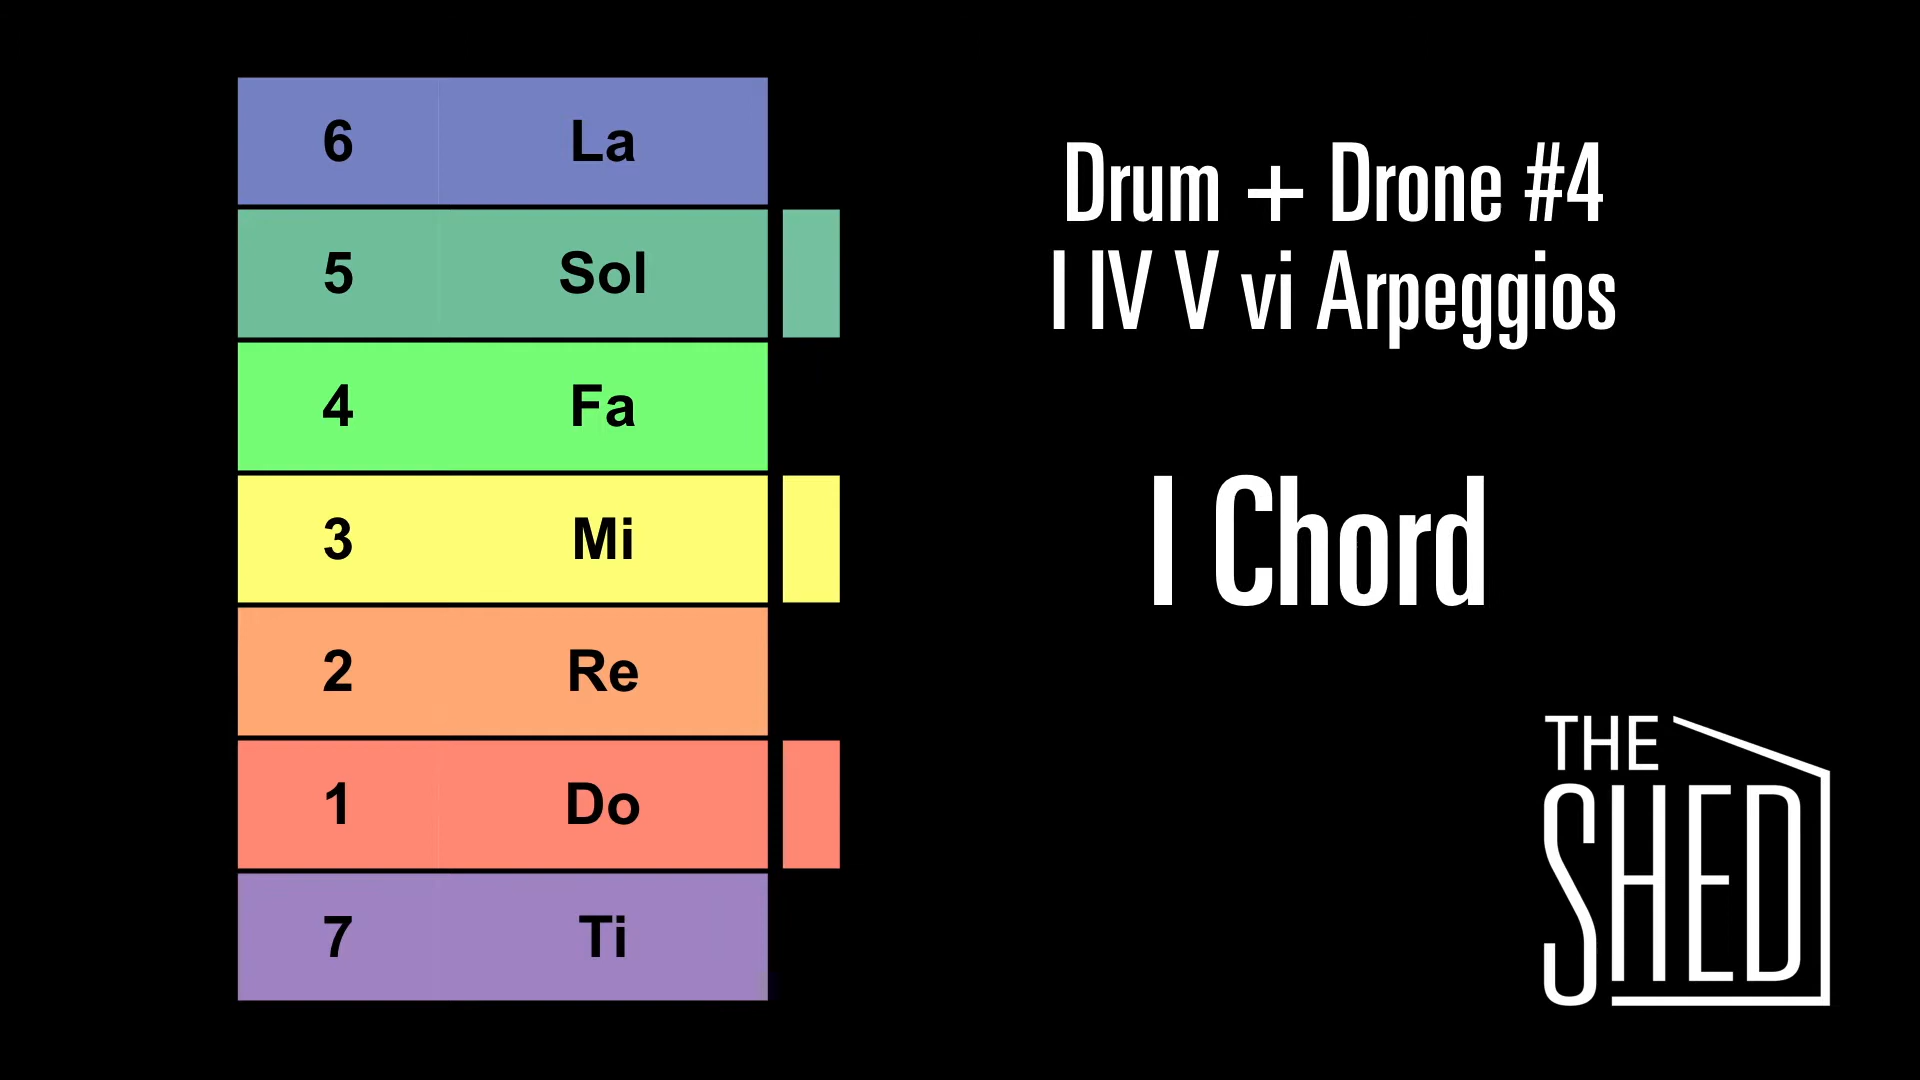 6 La
5 Sol
4 Fa
3 Mi
2 Re
1 Do
7 Ti
Drum + Drone #4
I IV V vi Arpeggios
I Chord
THE
SHED